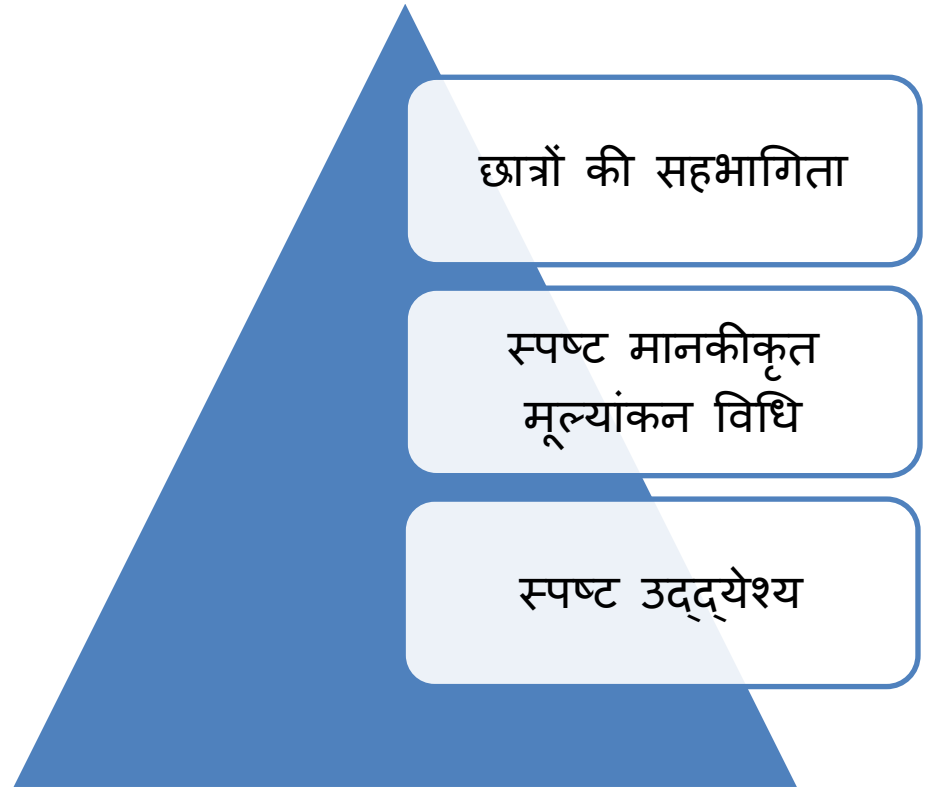 छात्रों की सहभागिता
स्पष्ट मानकीकृत
मूल्यांकन विधि
स्पष्ट उद्द्येश्य